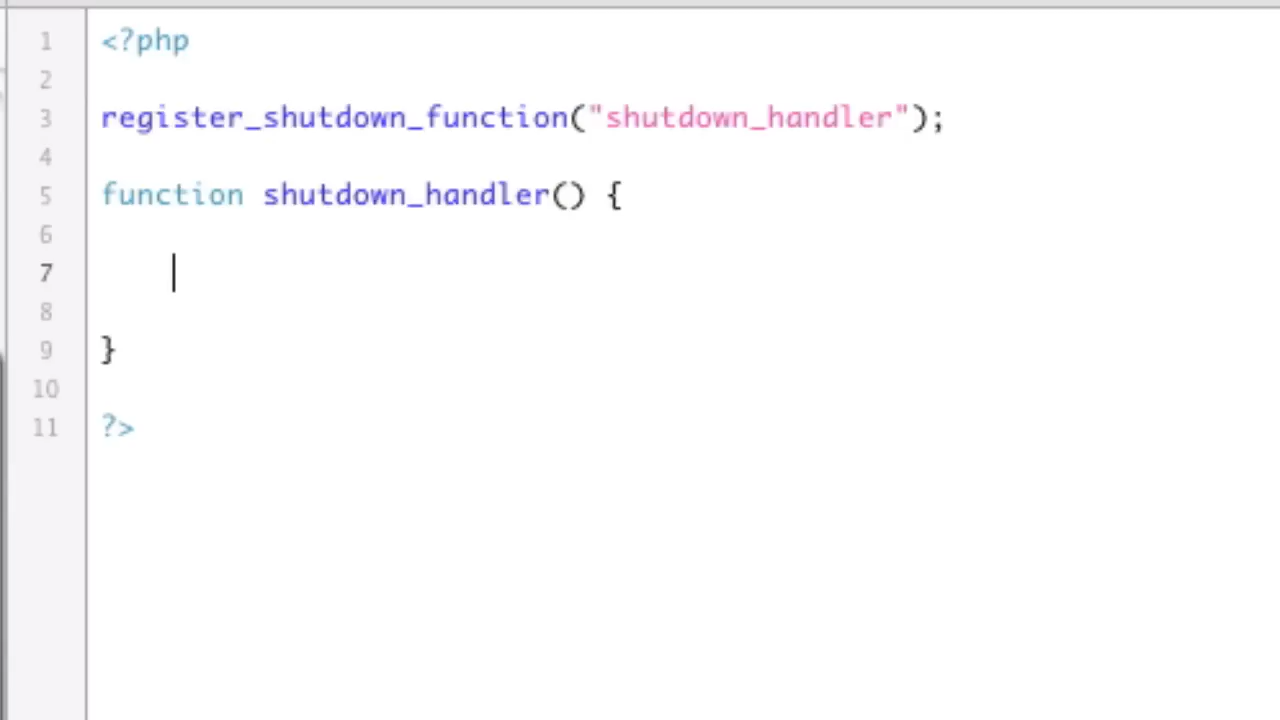 1 <?php
2
3 register_shutdown_function("shutdown_handler");
4
5 function shutdown_handler() {
6
7
8
9 }
10
11 ?>